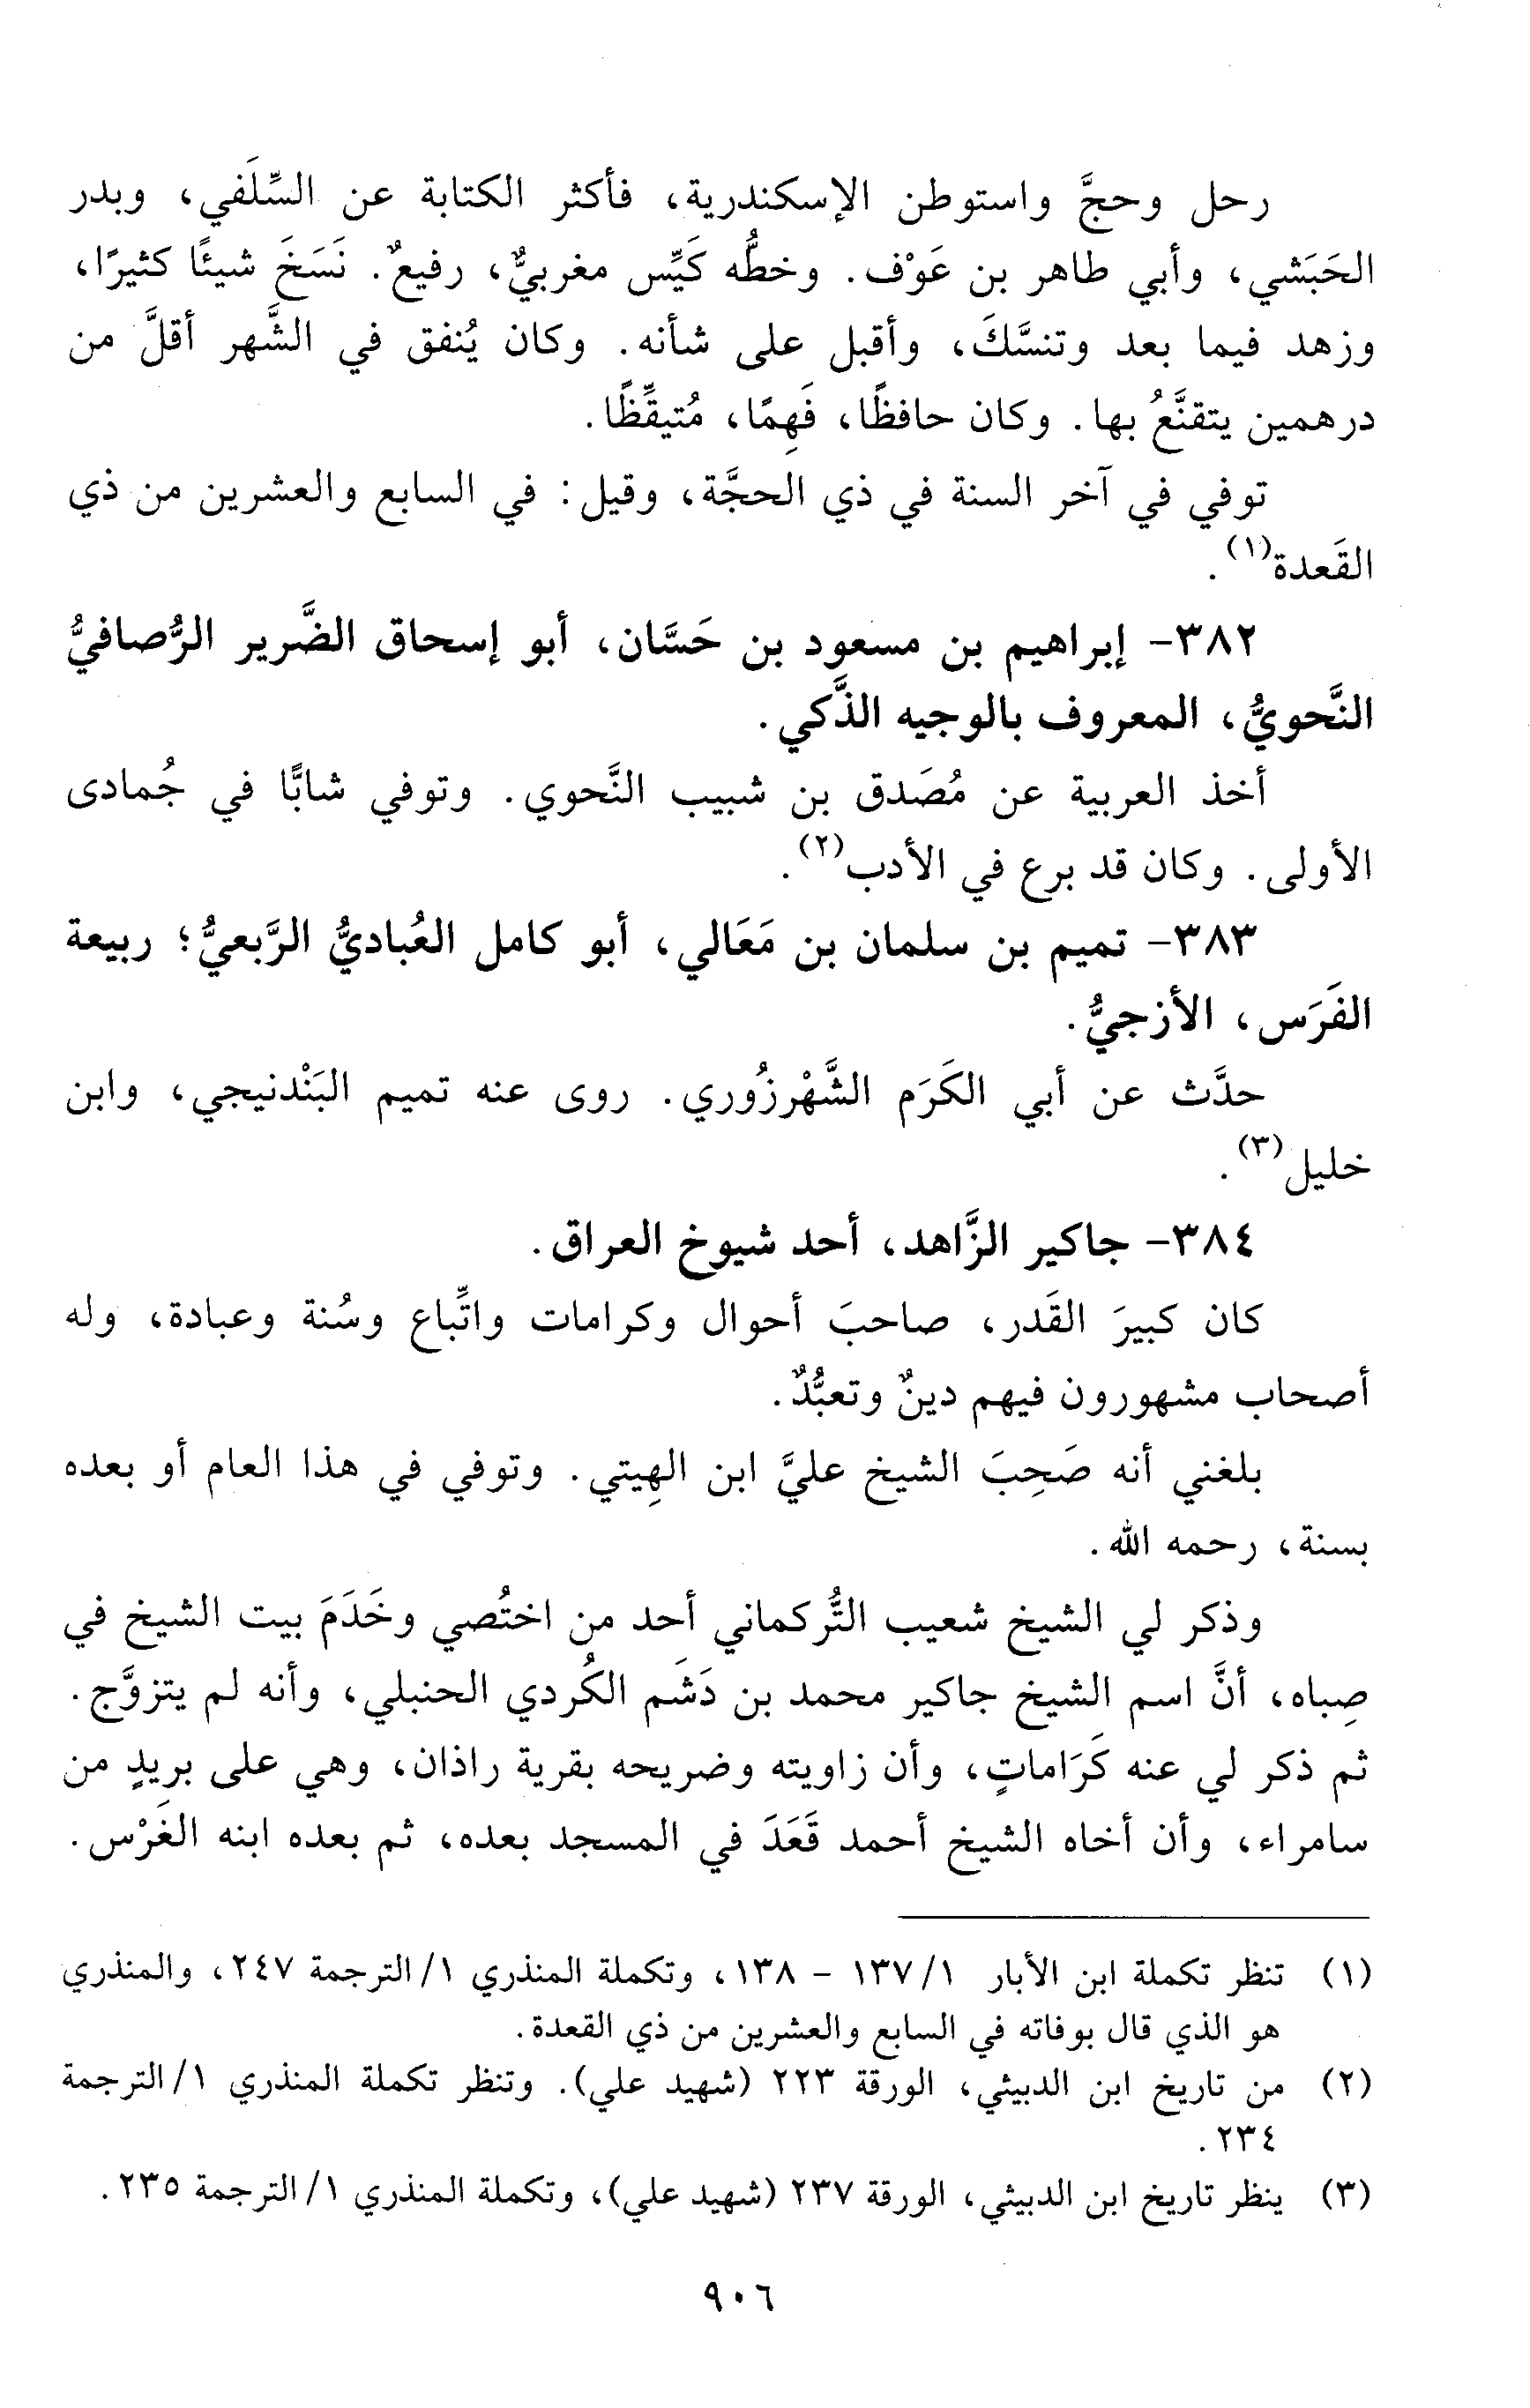 رحل وحجَّ واستوطن الإسكندرية، فأكثر الكتابة عن السِّلَفي، وبدر
الحَبَشي، وأبي طاهر بن عَوْف. وخطُّه كَيِّس مغربيٌّ، رفيعٌ. نَسَخَ شيئًا كثيرًا،
وزهد فيما بعد وتنسَّكَ، وأقبل على شأنه. وكان يُنفق في الشَّهر أقلَّ من
درهمين يتقنَّعُ بها. وكان حافظًا، فَهِمًا، مُتيقِّظًا.
توفي في آخر السنة في ذي الحجَّة، وقيل: في السابع والعشرين من ذي
القَعدة(١).
٣٨٢- إبراهيم بن مسعود بن حَسَّان، أبو إسحاق الضَّرير الرُّصافيُّ
النَّحويُّ، المعروف بالوجيه الذَّكي.
أخذ العربية عن مُصَدق بن شبيب النَّحوي. وتوفي شابًّا في جُمادى
الأولى. وكان قد برع في الأدب(٢).
٣٨٣- تميم بن سلمان بن مَعَالي، أبو كامل العُباديُّ الرَّبعيُّ؛ ربيعة
الفَرَس، الأزجيُّ.
حدَّث عن أبي الكَرَم الشَّهْرزُوري. روى عنه تميم البَنْدنيجي، وابن
خليل(٣).
٣٨٤- جاكير الزَّاهد، أحد شيوخ العراق.
كان كبيرَ القَدر، صاحبَ أحوال وكرامات واتِّباع وسُنة وعبادة، وله
أصحاب مشهورون فيهم دينٌ وتعبُّدٌ.
بلغني أنه صَحِبَ الشيخ عليَّ ابن الهِيتي. وتوفي في هذا العام أو بعده
بسنة، رحمه الله.
وذكر لي الشيخ شعيب التُّركماني أحد من اختُصي وخَدَمَ بيت الشيخ في
صِباه، أنَّ اسم الشيخ جاكير محمد بن دَشَم الكُردي الحنبلي، وأنه لم يتزوَّج.
ثم ذكر لي عنه كَرَاماتٍ، وأن زاويته وضريحه بقرية راذان، وهي على بريدٍ من
سامراء، وأن أخاه الشيخ أحمد قَعَدَ في المسجد بعده، ثم بعده ابنه الغَرْس.
(١) تنظر تكملة ابن الأبار ١/ ١٣٧ - ١٣٨، وتكملة المنذري ١/ الترجمة ٢٤٧، والمنذري
هو الذي قال بوفاته في السابع والعشرين من ذي القعدة.
(٢) من تاريخ ابن الدبيثي، الورقة ٢٢٣ (شهيد علي). وتنظر تكملة المنذري ١/ الترجمة
٢٣٤.
(٣) ينظر تاريخ ابن الدبيثي، الورقة ٢٣٧ (شهيد علي)، وتكملة المنذري ١/ الترجمة ٢٣٥.
٩٠٦